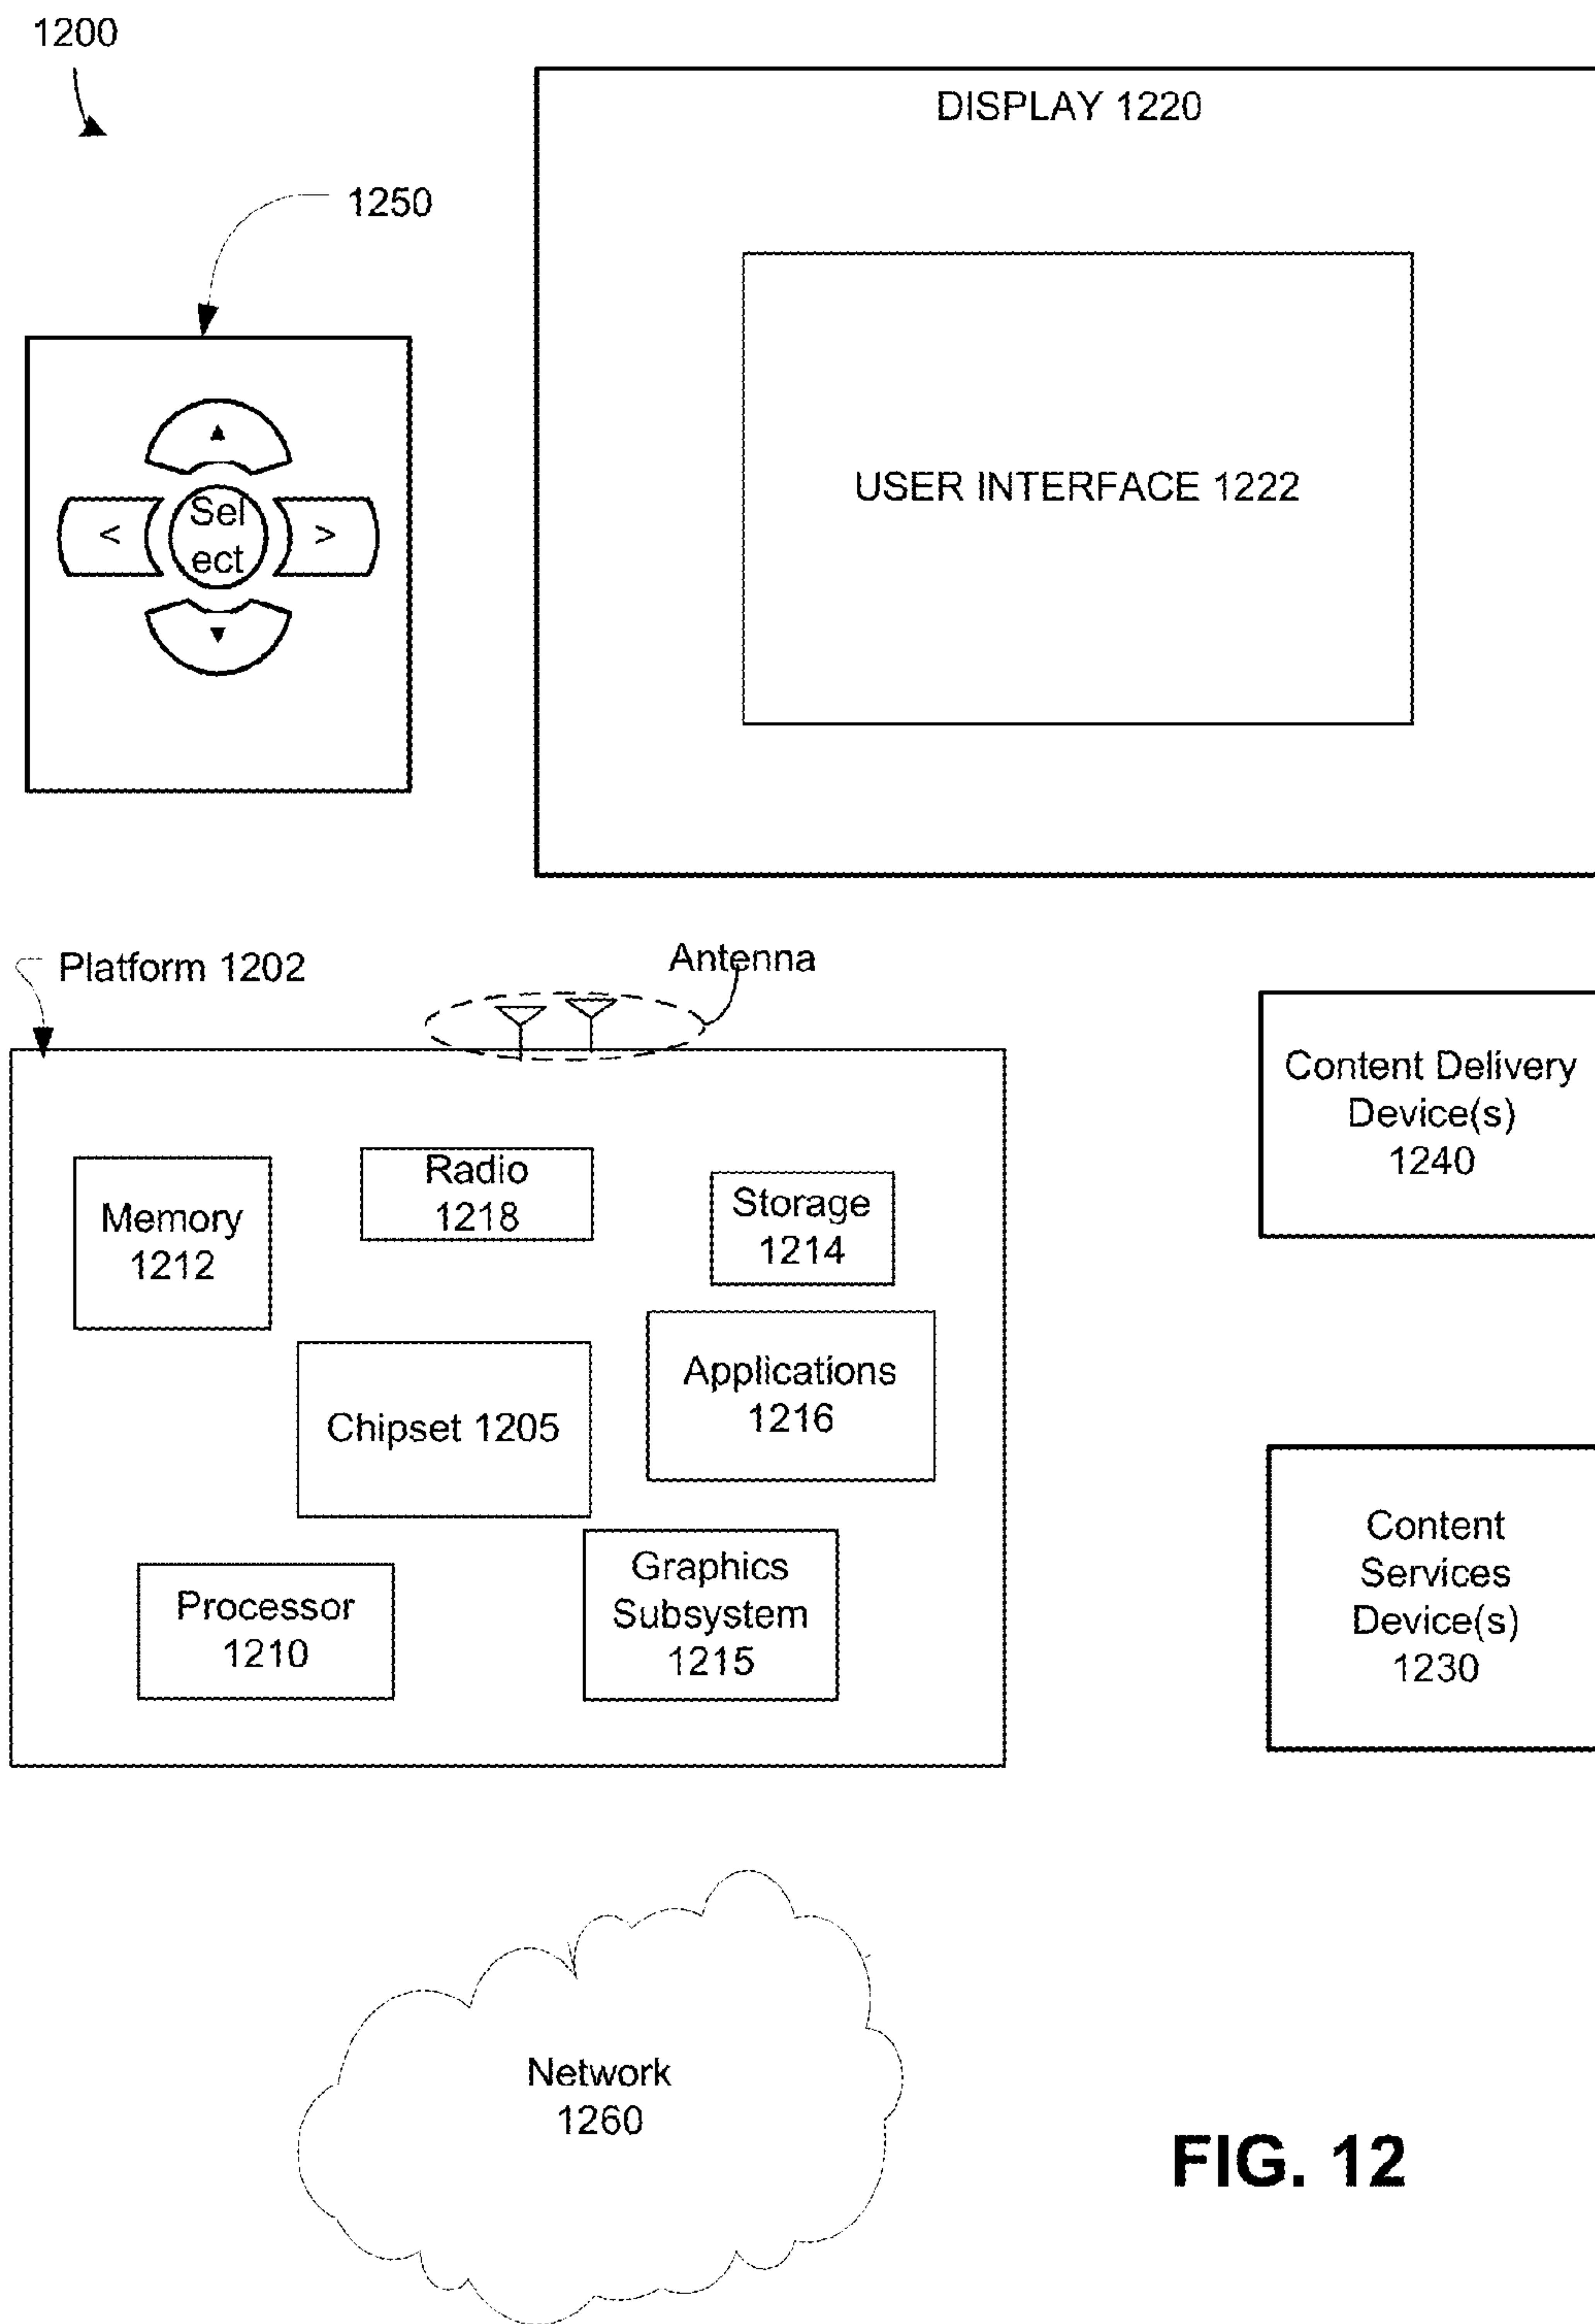 1200
DISPLAY 1220
1250
USER INTERFACE 1222
▲
<
Sel
ect
>
▼
Platform 1202
Antenna
Content Delivery
Device(s)
1240
Memory
1212
Radio
1218
Storage
1214
Chipset 1205
Applications
1216
Processor
1210
Graphics
Subsystem
1215
Content
Services
Device(s)
1230
Network
1260
FIG. 12